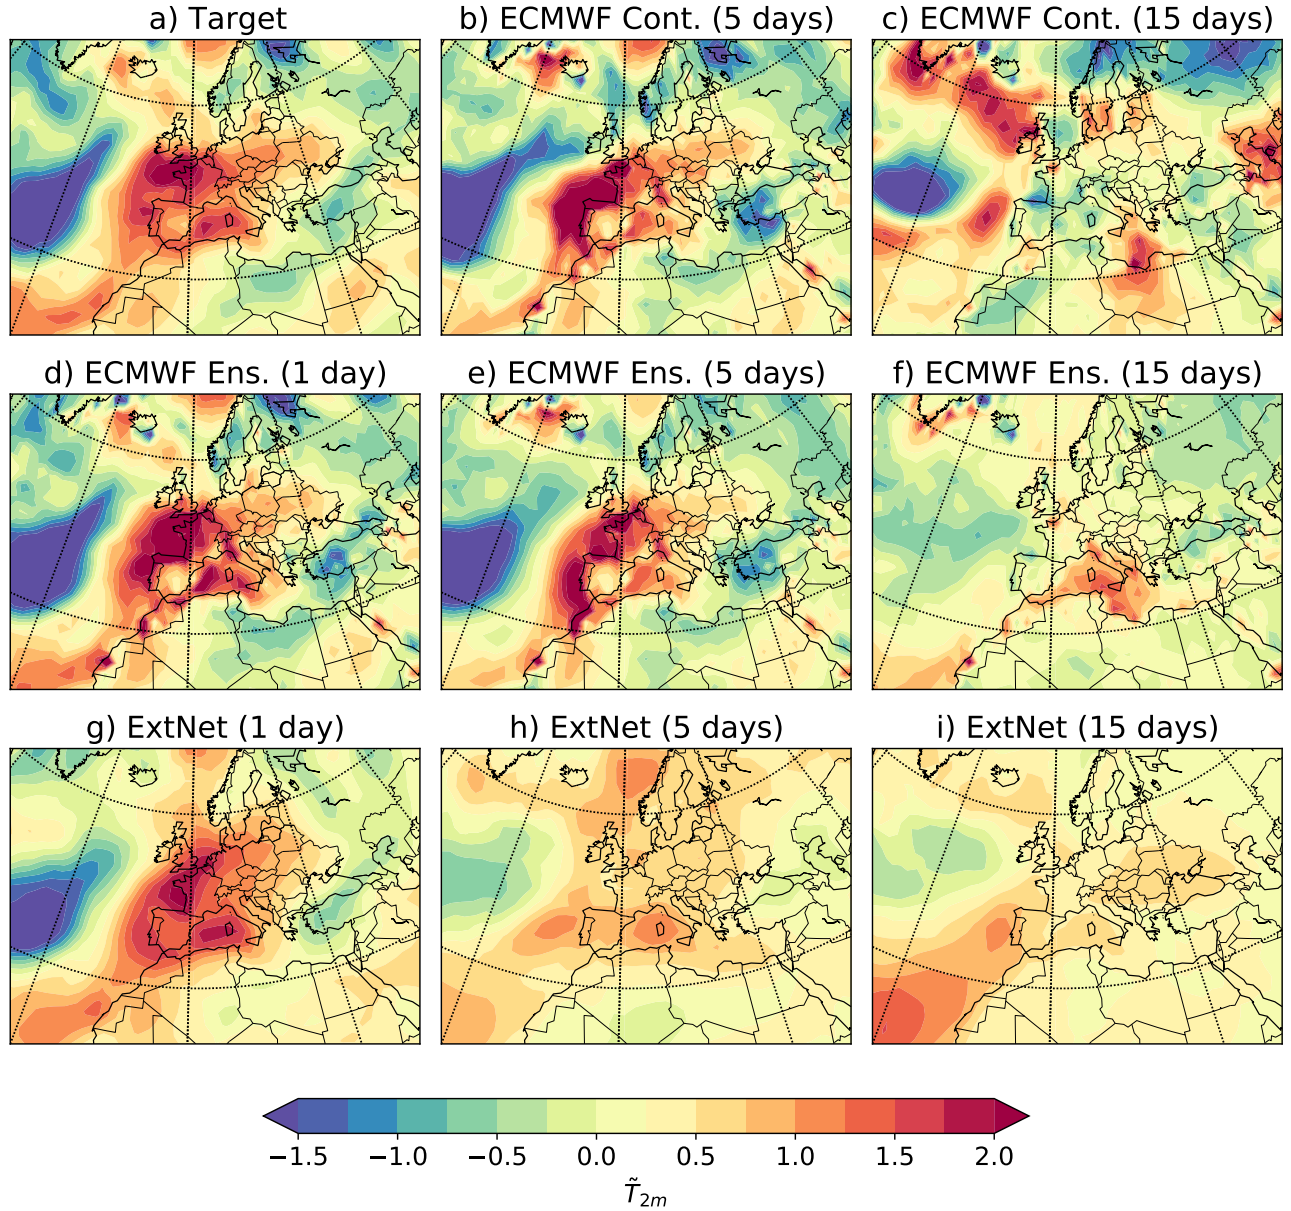 a) Target
b) ECMWF Cont. (5 days)
c) ECMWF Cont. (15 days)
d) ECMWF Ens. (1 day)
e) ECMWF Ens. (5 days)
f) ECMWF Ens. (15 days)
g) ExtNet (1 day)
h) ExtNet (5 days)
i) ExtNet (15 days)
−1.5 −1.0 −0.5 0.0 0.5 1.0 1.5 2.0
T̃2m